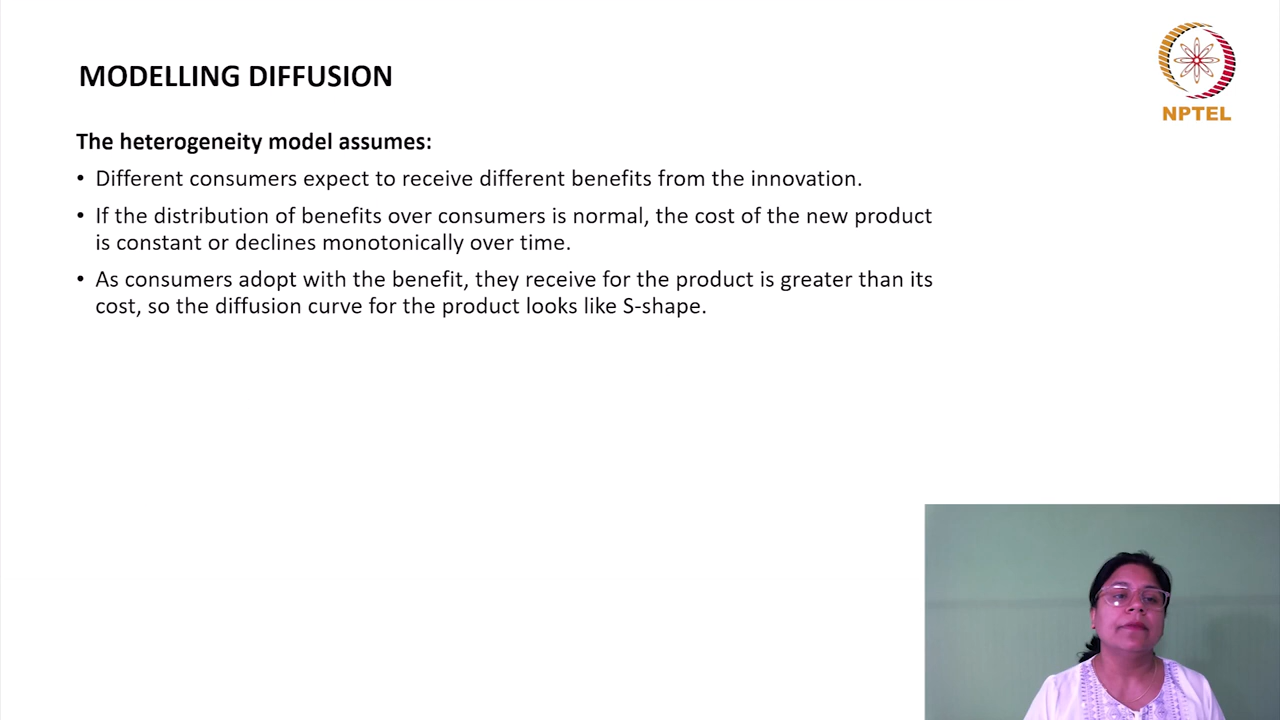 MODELLING DIFFUSION
NPTEL
The heterogeneity model assumes:
• Different consumers expect to receive different benefits from the innovation.
• If the distribution of benefits over consumers is normal, the cost of the new product
is constant or declines monotonically over time.
• As consumers adopt with the benefit, they receive for the product is greater than its
cost, so the diffusion curve for the product looks like S-shape.